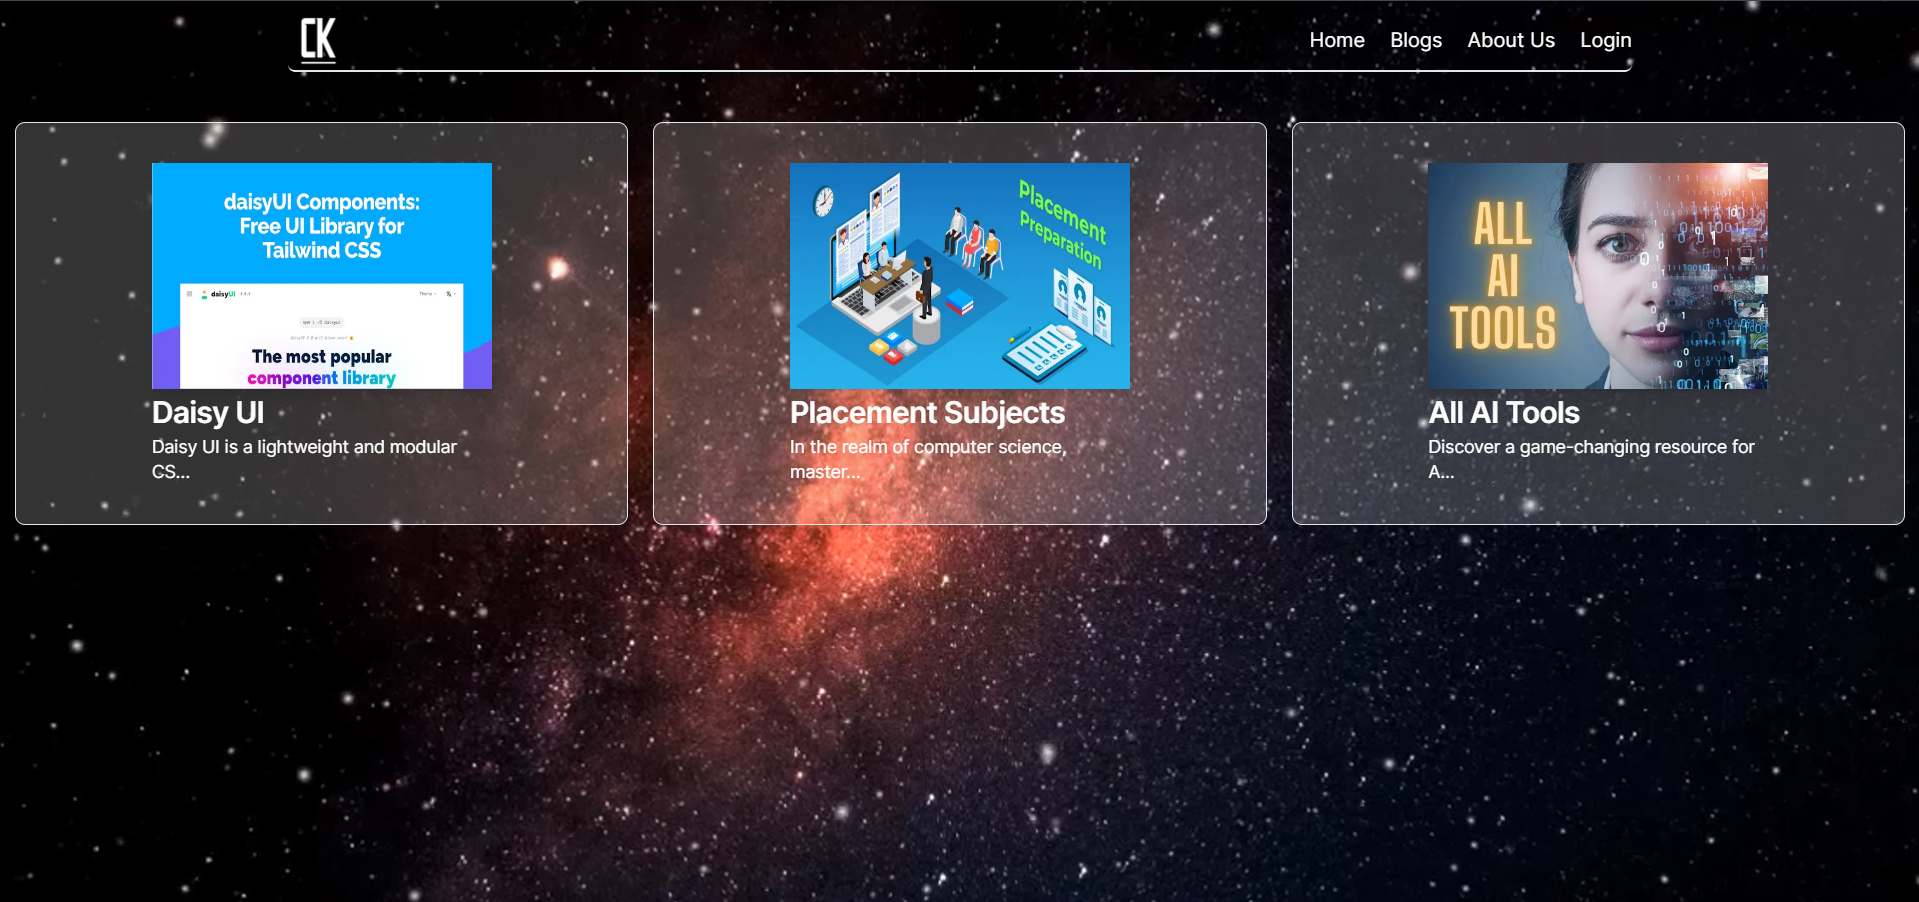 CK
Home Blogs About Us Login
daisyUI Components:
Free UI Library for
Tailwind CSS
daisyUI
The most popular
component library
Daisy UI
Daisy UI is a lightweight and modular
CS...
Placement
Preparation
Placement Subjects
In the realm of computer science,
master...
ALL
AI
TOOLS
All AI Tools
Discover a game-changing resource for
A...